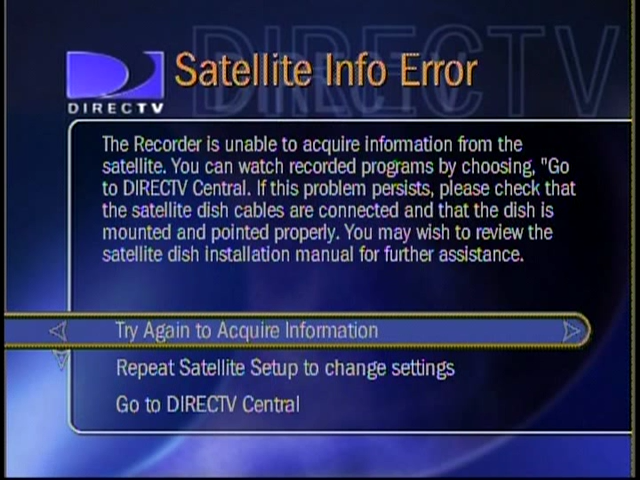 DIRECTV
Satellite Info Error
DIRECTV
The Recorder is unable to acquire information from the
satellite. You can watch recorded programs by choosing, "Go
to DIRECTV Central. If this problem persists, please check that
the satellite dish cables are connected and that the dish is
mounted and pointed properly. You may wish to review the
satellite dish installation manual for further assistance.
Try Again to Acquire Information
Repeat Satellite Setup to change settings
Go to DIRECTV Central